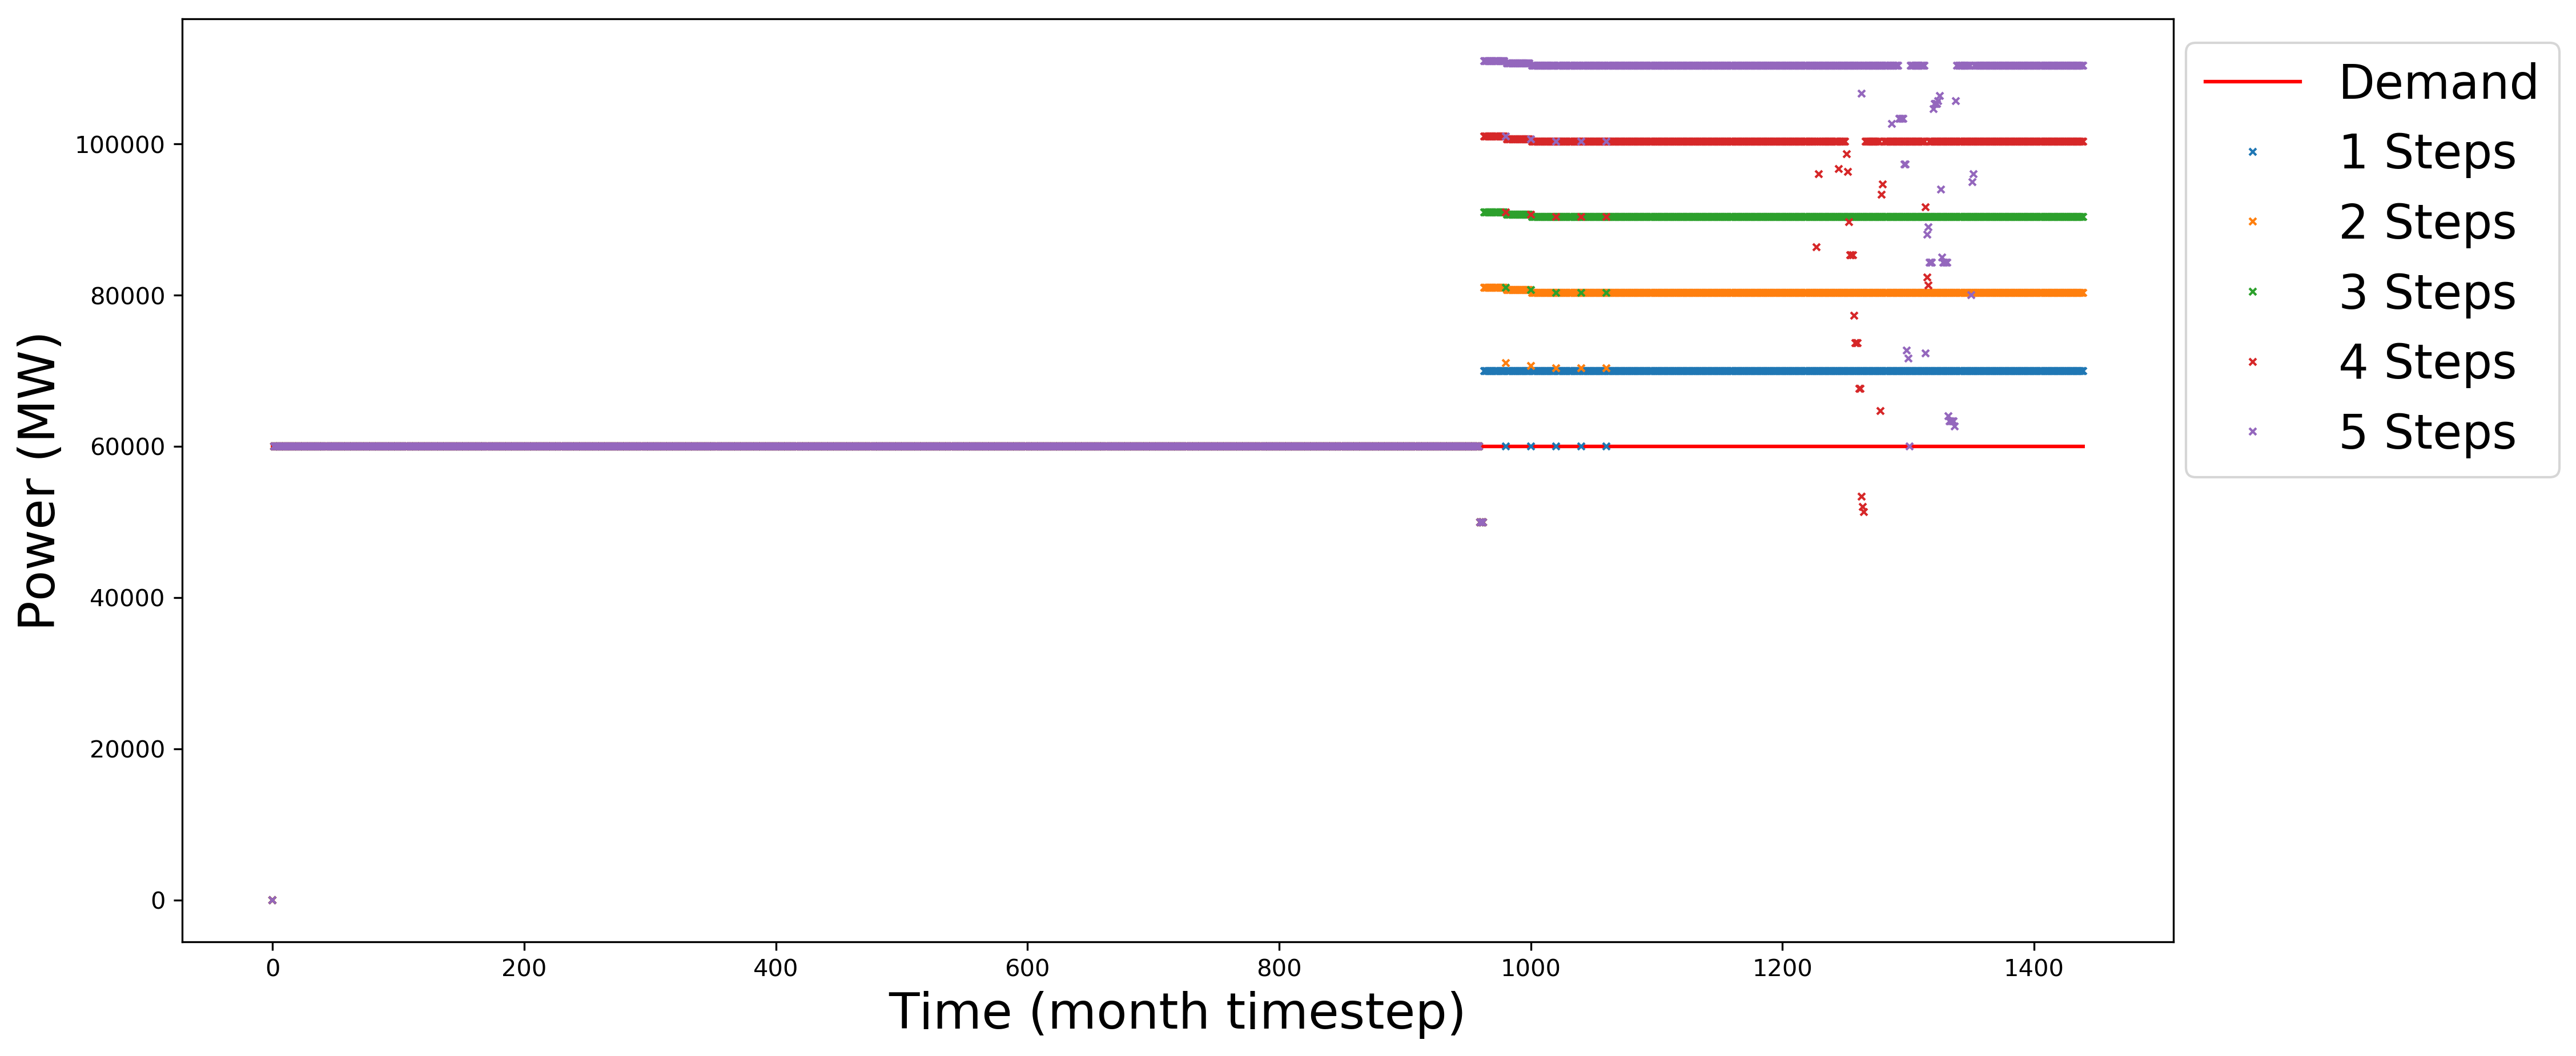 Power (MW)
100000
80000
60000
40000
20000
0
0 200 400 600 800 1000 1200 1400
Time (month timestep)
Demand
1 Steps
2 Steps
3 Steps
4 Steps
5 Steps